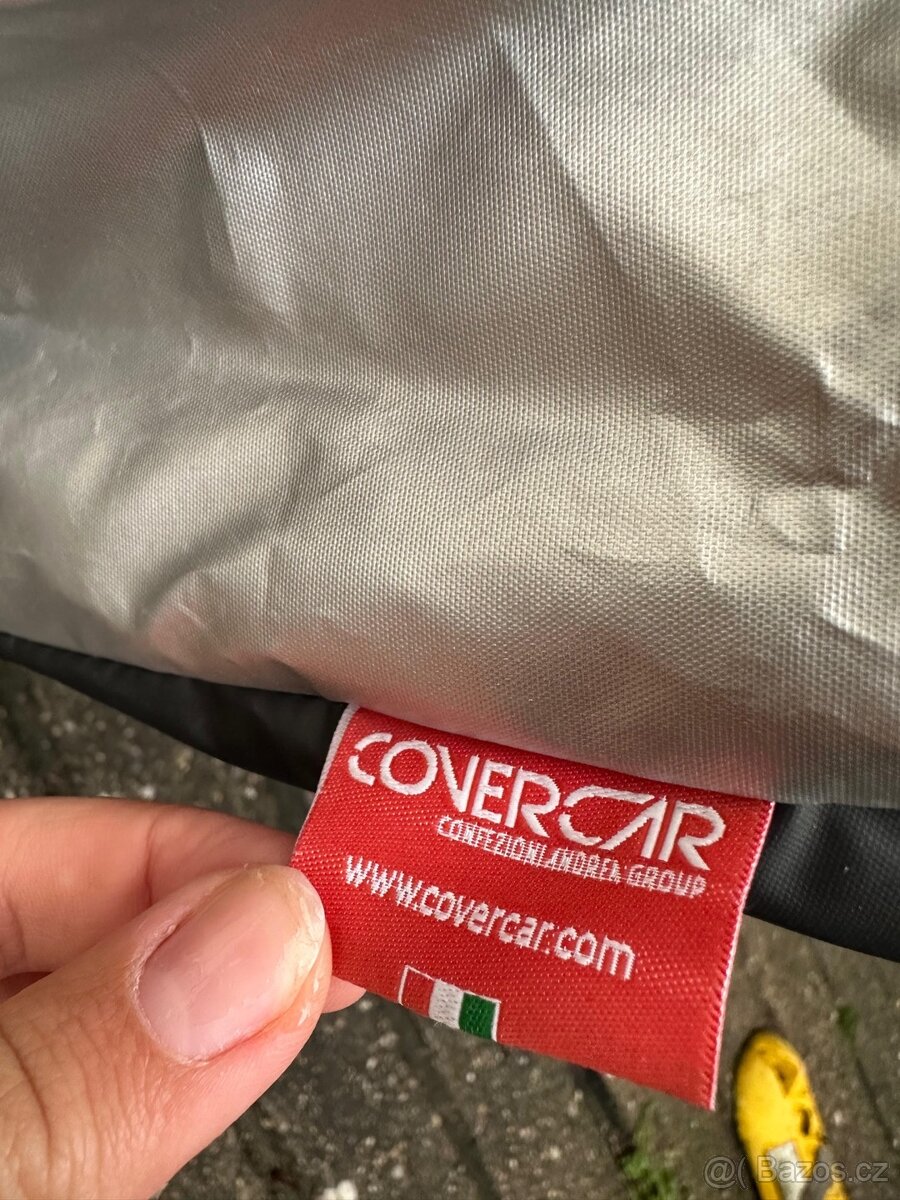 COVERCAR
CONFEZIONI ANDREA GROUP
www.covercar.com
@ Bazos.cz